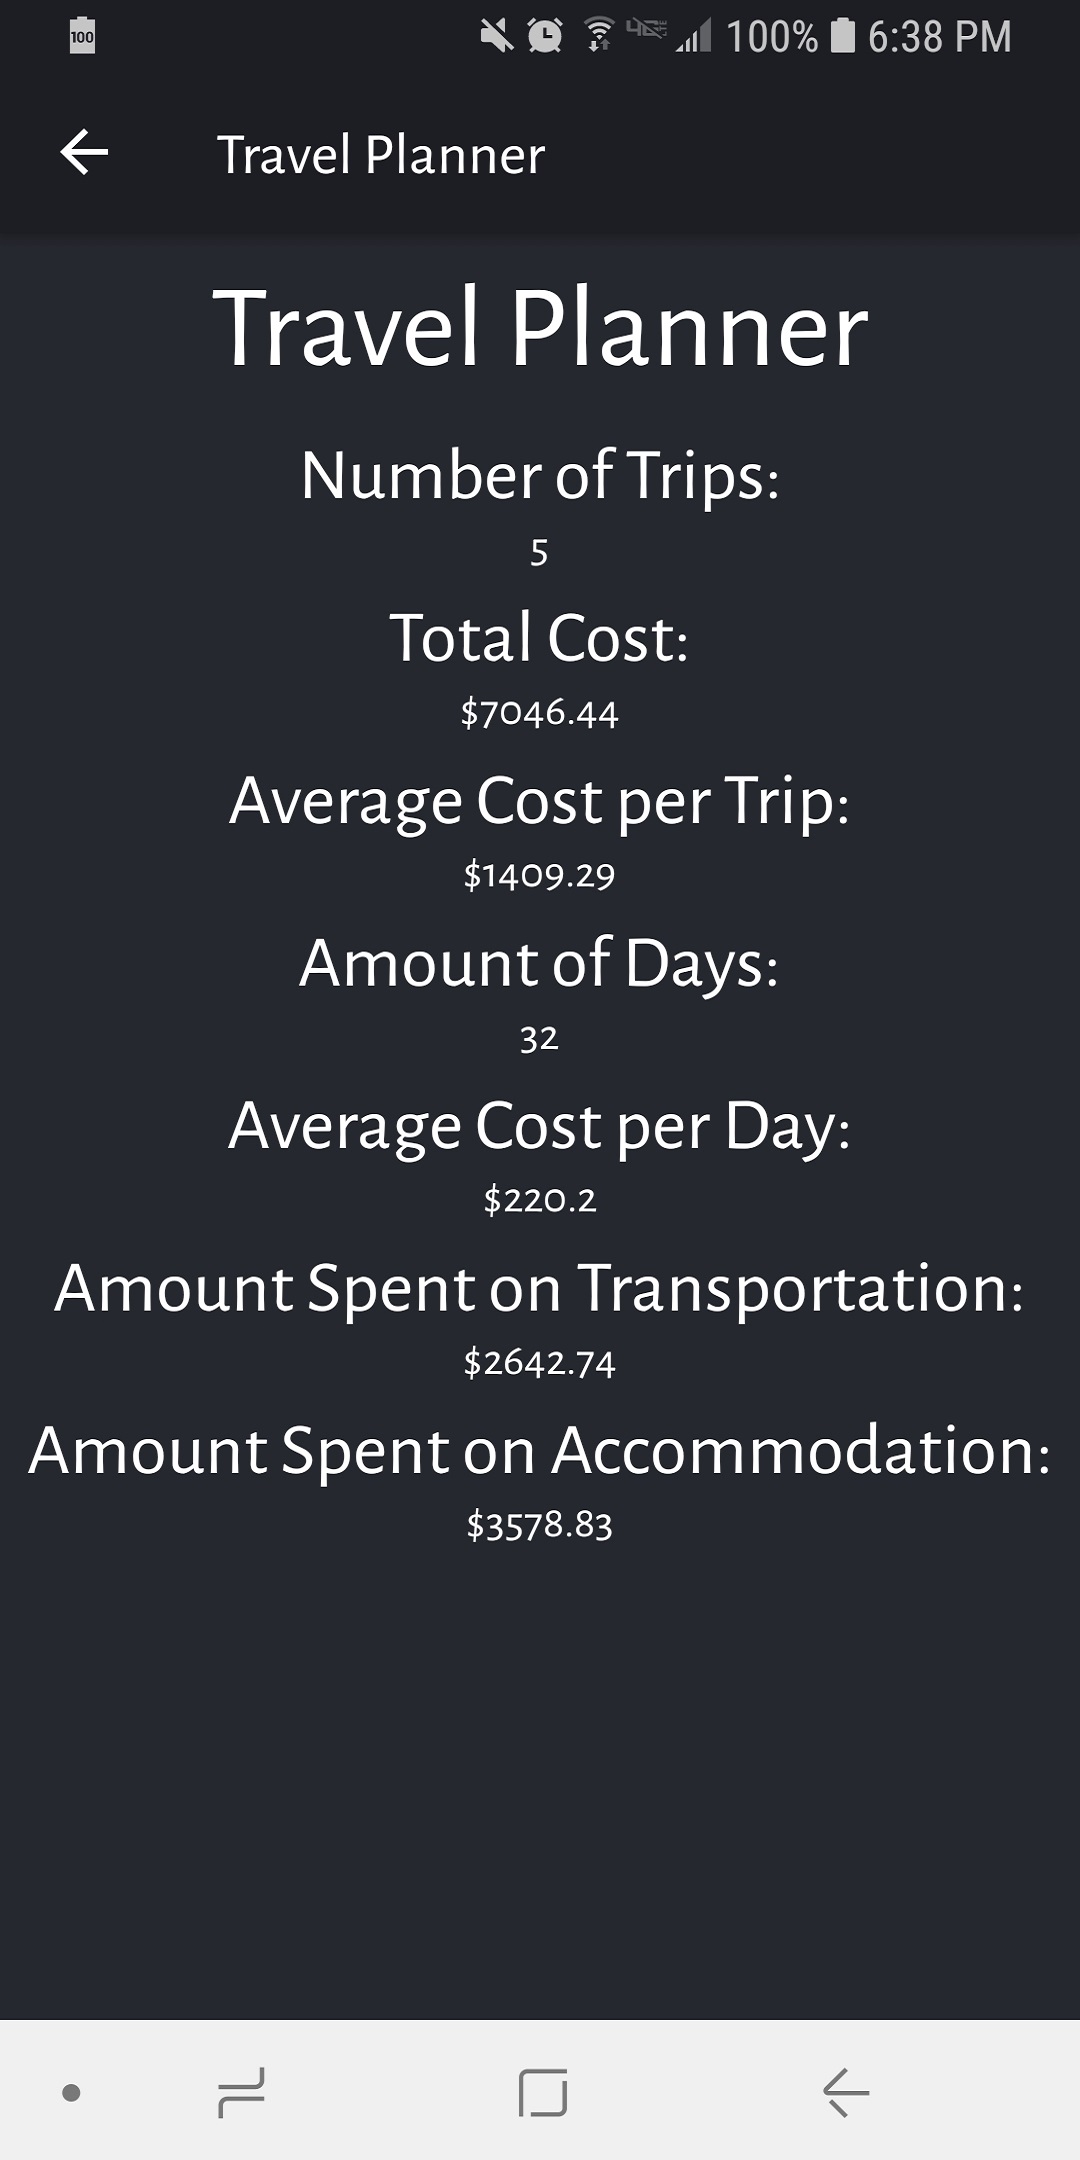 100
100% 6:38 PM
Travel Planner
Travel Planner
Number of Trips:
5
Total Cost:
$7046.44
Average Cost per Trip:
$1409.29
Amount of Days:
32
Average Cost per Day:
$220.2
Amount Spent on Transportation:
$2642.74
Amount Spent on Accommodation:
$3578.83